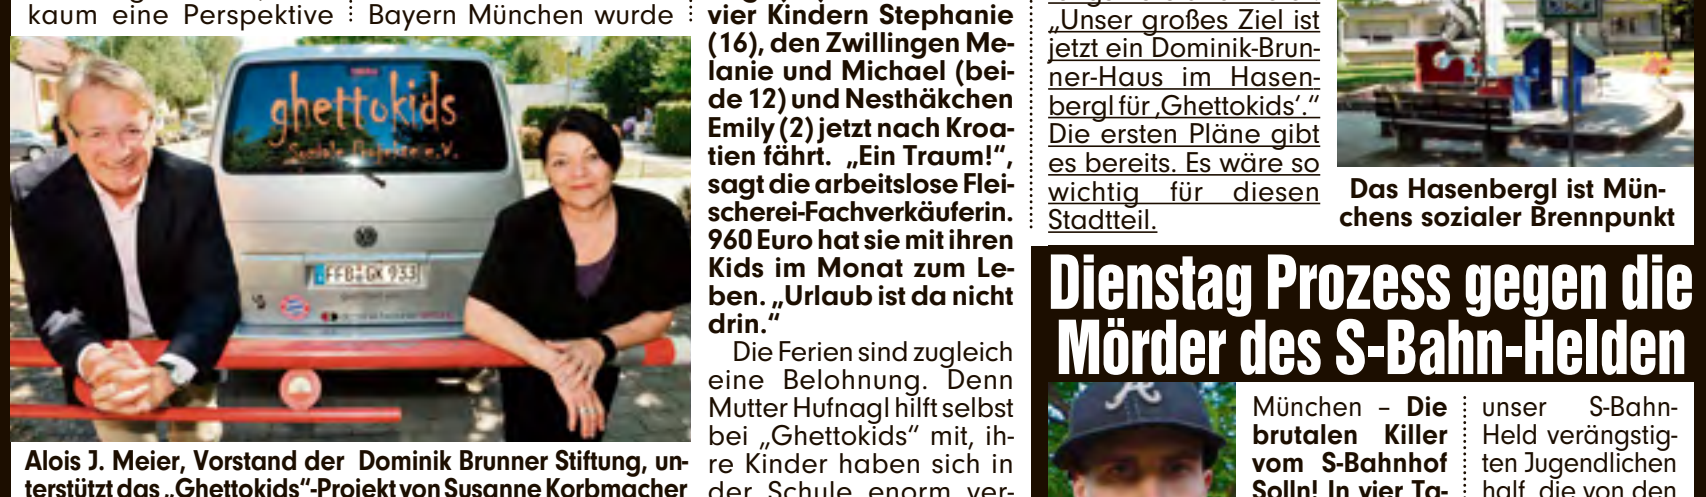 kaum eine Perspektive
Bayern München wurde
ghettokids
Soziale Projekte e.V.
FFB GK 933
Alois J. Meier, Vorstand der Dominik Brunner Stiftung, un-
terstützt das „Ghettokids“-Projekt von Susanne Korbmacher
vier Kindern Stephanie
(16), den Zwillingen Me-
lanie und Michael (bei-
de 12) und Nesthäkchen
Emily (2) jetzt nach Kroa-
tien fährt. „Ein Traum!“,
sagt die arbeitslose Flei-
scherei-Fachverkäuferin.
960 Euro hat sie mit ihren
Kids im Monat zum Le-
ben. „Urlaub ist da nicht
drin.“
Die Ferien sind zugleich
eine Belohnung. Denn
Mutter Hufnagl hilft selbst
bei „Ghettokids“ mit, ih-
re Kinder haben sich in
der Schule enorm ver-
„Unser großes Ziel ist
jetzt ein Dominik-Brun-
ner-Haus im Hasen-
bergl für ‚Ghettokids‘.“
Die ersten Pläne gibt
es bereits. Es wäre so
wichtig für diesen
Stadtteil.
Das Hasenbergl ist Mün-
chens sozialer Brennpunkt
Dienstag Prozess gegen die
Mörder des S-Bahn-Helden
München – Die
brutalen Killer
vom S-Bahnhof
Solln! In vier Ta-
unser S-Bahn-
Held verängstig-
ten Jugendlichen
half, die von den